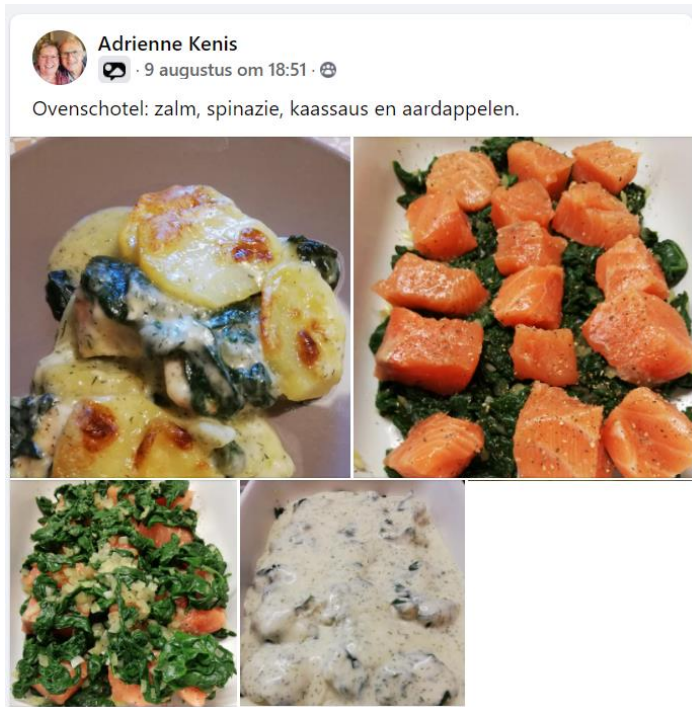 Adrienne Kenis
· 9 augustus om 18:51 ·
Ovenschotel: zalm, spinazie, kaassaus en aardappelen.